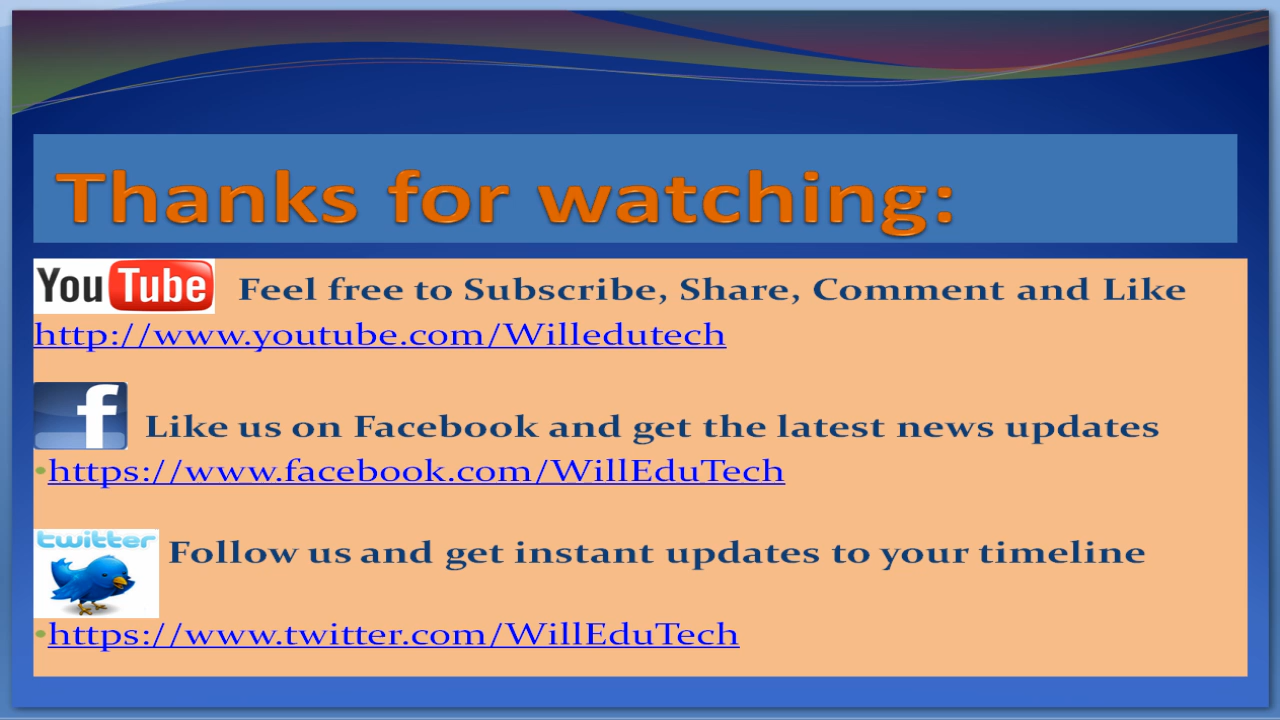 Thanks for watching:
YouTube Feel free to Subscribe, Share, Comment and Like
http://www.youtube.com/Willedutech
f Like us on Facebook and get the latest news updates
•https://www.facebook.com/WillEduTech
twitter
Follow us and get instant updates to your timeline
•https://www.twitter.com/WillEduTech